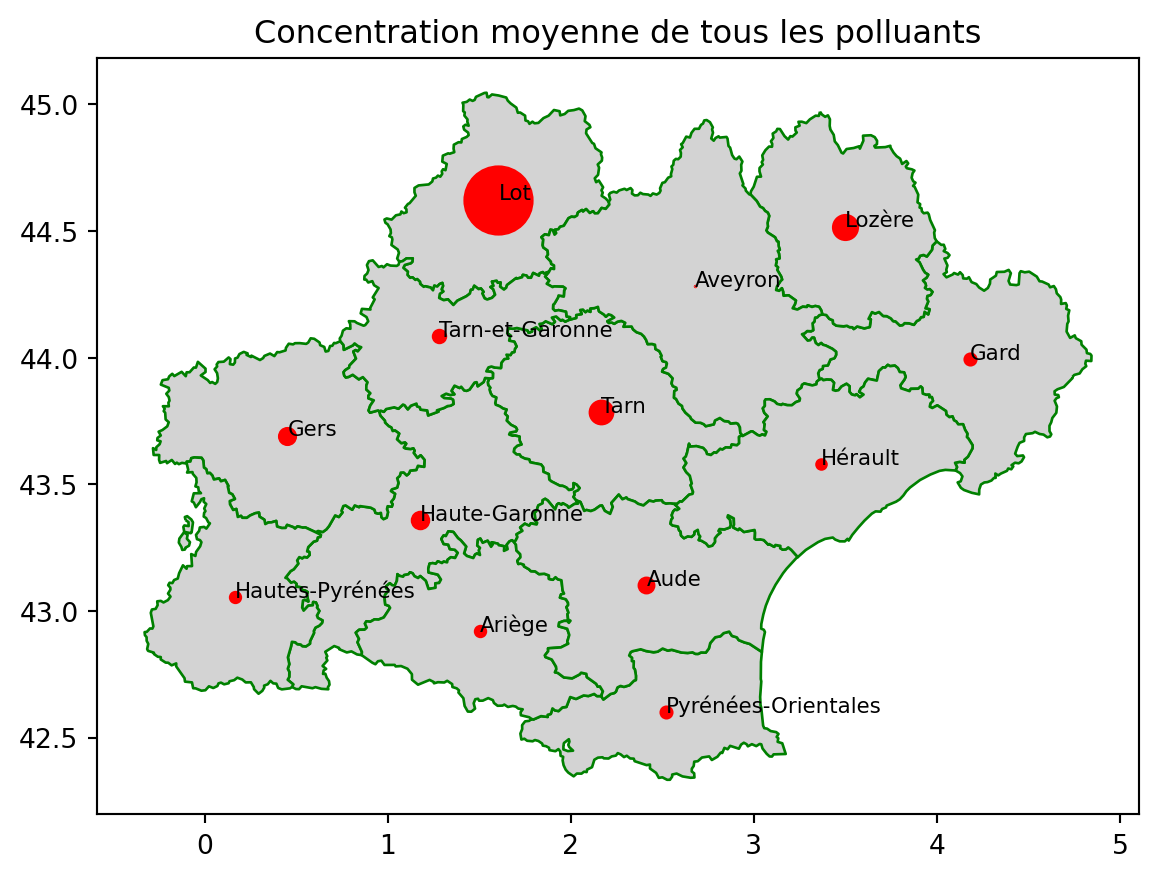 Concentration moyenne de tous les polluants
45.0
44.5
44.0
43.5
43.0
42.5
Lot
Lozère
Aveyron
Tarn-et-Garonne
Gard
Tarn
Gers
Hérault
Haute-Garonne
Aude
Hautes-Pyrénées
Ariège
Pyrénées-Orientales
0 1 2 3 4 5